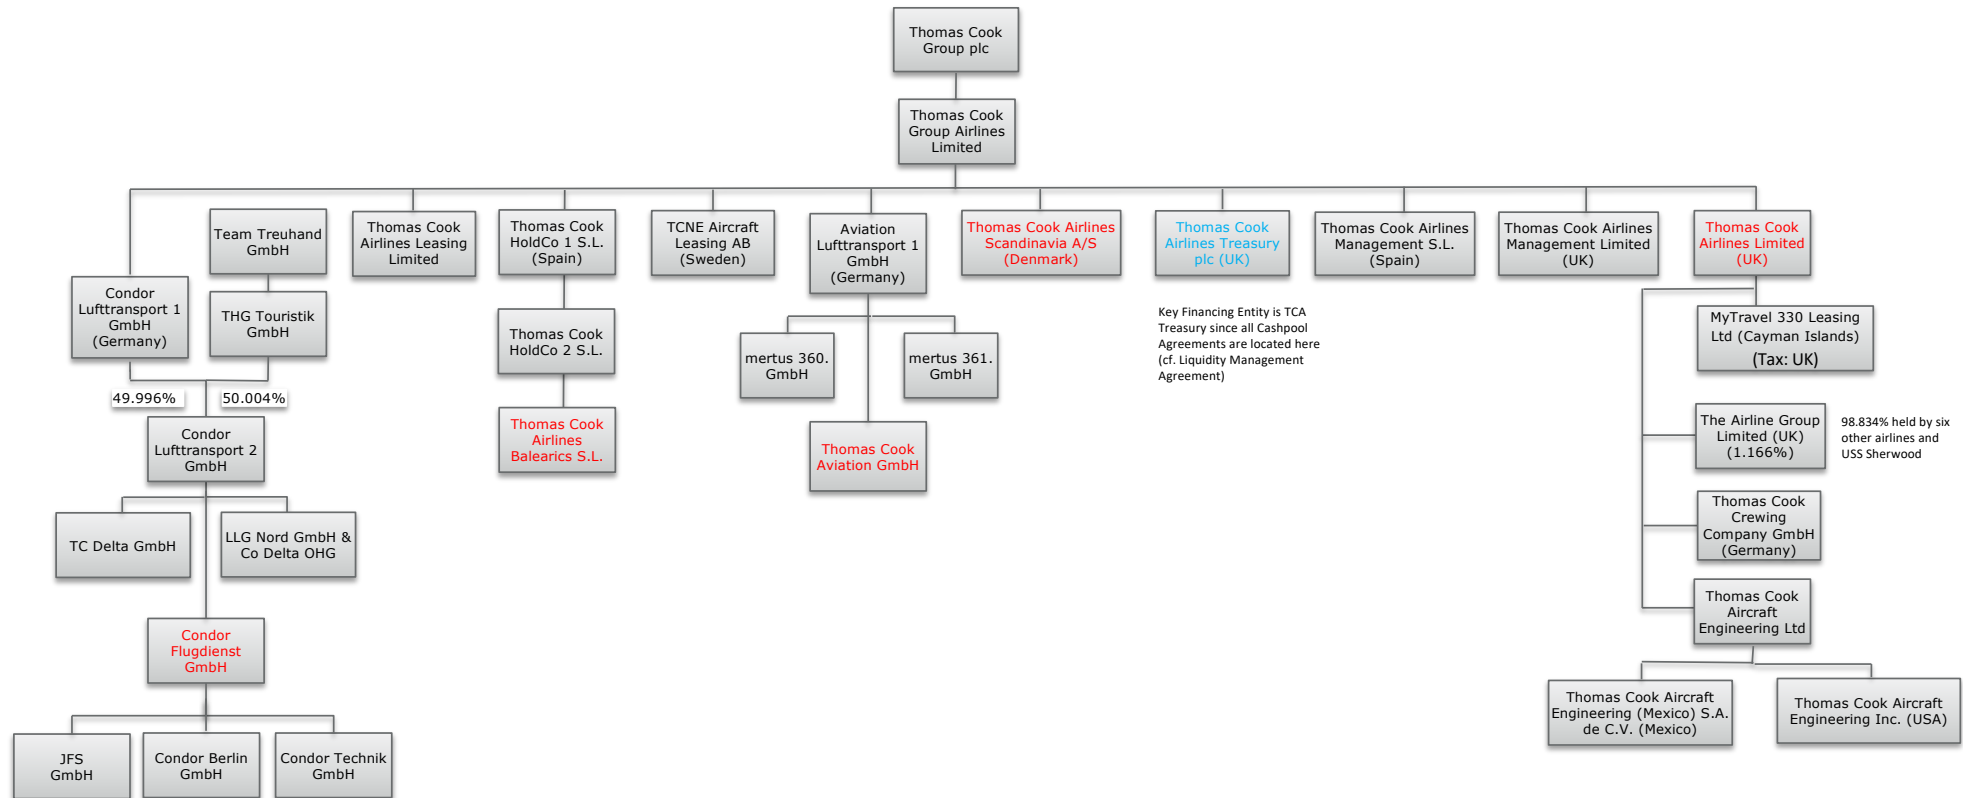 Thomas Cook
Group plc
Thomas Cook
Group Airlines
Limited
Condor
Lufttransport 1
GmbH
(Germany)
Team Treuhand
GmbH
THG Touristik
GmbH
49.996%
50.004%
Condor
Lufttransport 2
GmbH
TC Delta GmbH
LLG Nord GmbH &
Co Delta OHG
Condor
Flugdienst
GmbH
JFS
GmbH
Condor Berlin
GmbH
Condor Technik
GmbH
Thomas Cook
Airlines Leasing
Limited
Thomas Cook
HoldCo 1 S.L.
(Spain)
Thomas Cook
HoldCo 2 S.L.
Thomas Cook
Airlines
Balearics S.L.
TCNE Aircraft
Leasing AB
(Sweden)
Aviation
Lufttransport 1
GmbH
(Germany)
mertus 360.
GmbH
mertus 361.
GmbH
Thomas Cook
Aviation GmbH
Thomas Cook Airlines
Scandinavia A/S
(Denmark)
Thomas Cook
Airlines Treasury
plc (UK)
Key Financing Entity is TCA
Treasury since all Cashpool
Agreements are located here
(cf. Liquidity Management
Agreement)
Thomas Cook Airlines
Management S.L.
(Spain)
Thomas Cook Airlines
Management Limited
(UK)
Thomas Cook
Airlines Limited
(UK)
MyTravel 330 Leasing
Ltd (Cayman Islands)
(Tax: UK)
The Airline Group
Limited (UK)
(1.166%)
98.834% held by six
other airlines and
USS Sherwood
Thomas Cook
Crewing
Company GmbH
(Germany)
Thomas Cook
Aircraft
Engineering Ltd
Thomas Cook Aircraft
Engineering (Mexico) S.A.
de C.V. (Mexico)
Thomas Cook Aircraft
Engineering Inc. (USA)